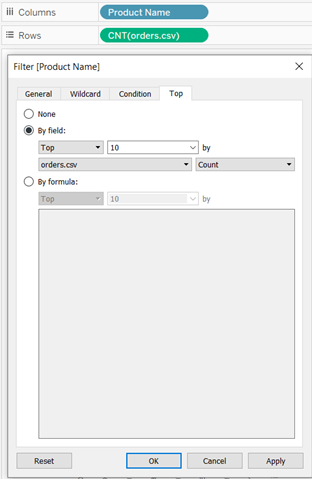 Columns Product Name
Rows CNT(orders.csv)
Filter [Product Name]
General Wildcard Condition Top
None
By field:
Top 10 by
orders.csv Count
By formula:
Top 10 by
Reset OK Cancel Apply